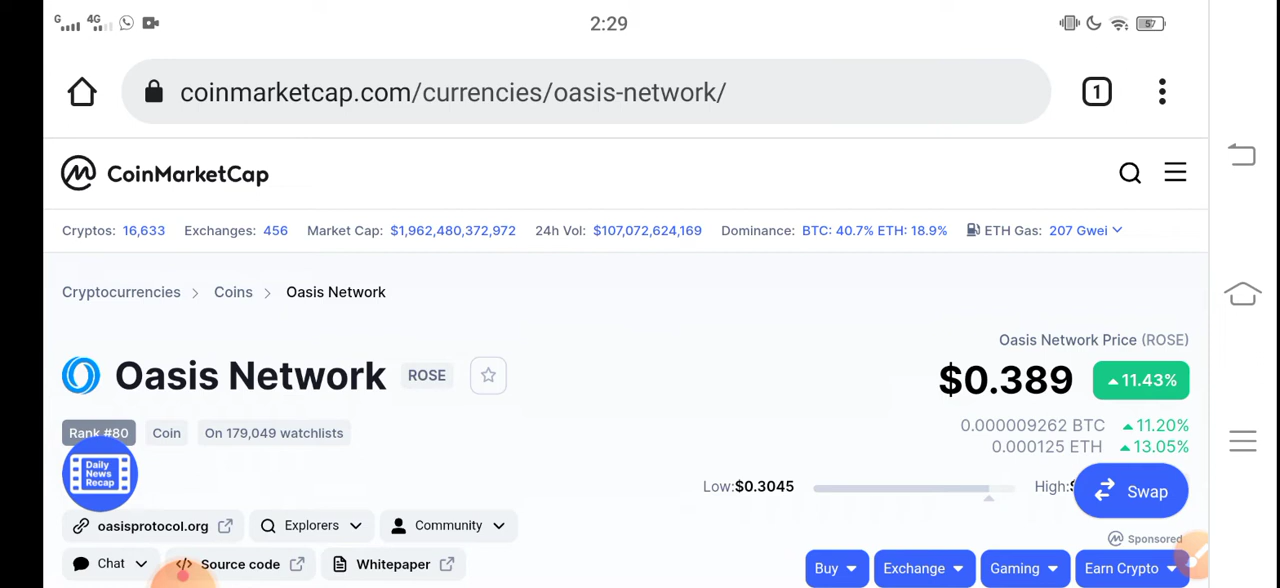 G 4G 2:29 57
coinmarketcap.com/currencies/oasis-network/ 1
CoinMarketCap
Cryptos: 16,633 Exchanges: 456 Market Cap: $1,962,480,372,972 24h Vol: $107,072,624,169 Dominance: BTC: 40.7% ETH: 18.9% ETH Gas: 207 Gwei
Cryptocurrencies > Coins > Oasis Network
Oasis Network Price (ROSE)
Oasis Network ROSE $0.389 11.43%
Rank #80 Coin On 179,049 watchlists 0.000009262 BTC 11.20%
0.000125 ETH 13.05%
Daily
News
Recap
Low:$0.3045 High: Swap
oasisprotocol.org Explorers Community
Sponsored
Chat Source code Whitepaper Buy Exchange Gaming Earn Crypto